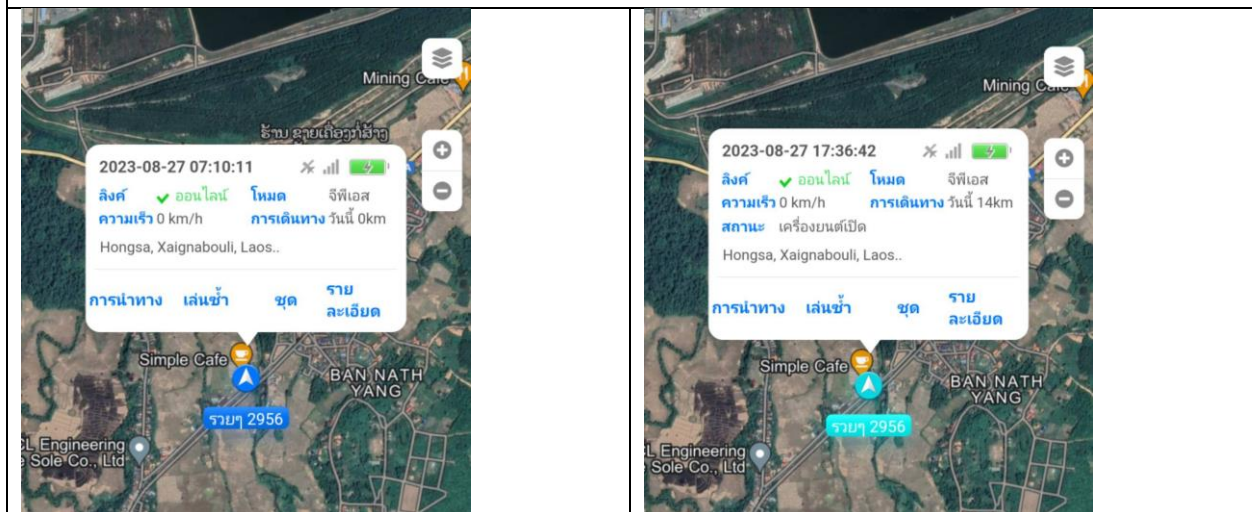 Mining Cafe
ຮ້ານ ຂາຍເຄື່ອງກໍ່ສ້າງ
2023-08-27 07:10:11
ลิงค์ ออนไลน์ โหมด จีพีเอส
ความเร็ว 0 km/h การเดินทาง วันนี้ 0km
Hongsa, Xaignabouli, Laos..
การนำทาง เล่นซ้ำ ชุด ราย
ละเอียด
Simple Cafe
BAN NATH
YANG
รวยๆ 2956
CL Engineering
Sole Co., Ltd
Mining C
2023-08-27 17:36:42
ลิงค์ ออนไลน์ โหมด จีพีเอส
ความเร็ว 0 km/h การเดินทาง วันนี้ 14km
สถานะ เครื่องยนต์เปิด
Hongsa, Xaignabouli, Laos..
การนำทาง เล่นซ้ำ ชุด ราย
ละเอียด
Simple Cafe
BAN NATH
YANG
รวยๆ 2956
L Engineering
Sole Co., Ltd